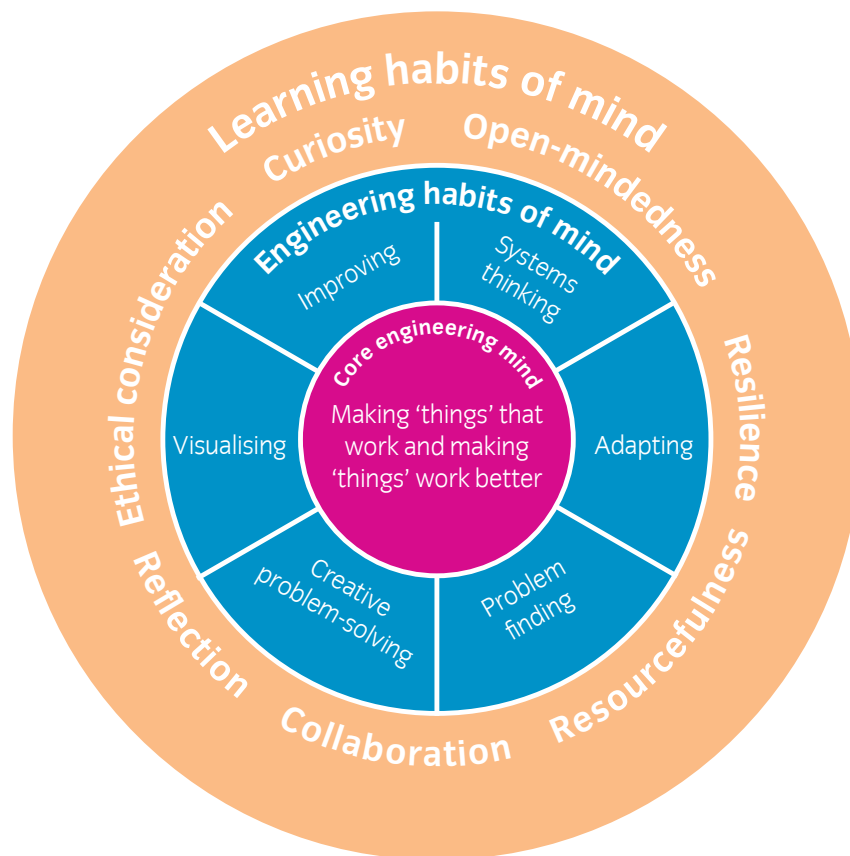 Learning habits of mind
Curiosity
Open-mindedness
Resilience
Resourcefulness
Collaboration
Reflection
Ethical consideration
Engineering habits of mind
Improving
Systems
thinking
Adapting
Problem
finding
Creative
problem-solving
Visualising
Core engineering mind
Making ‘things’ that
work and making
‘things’ work better